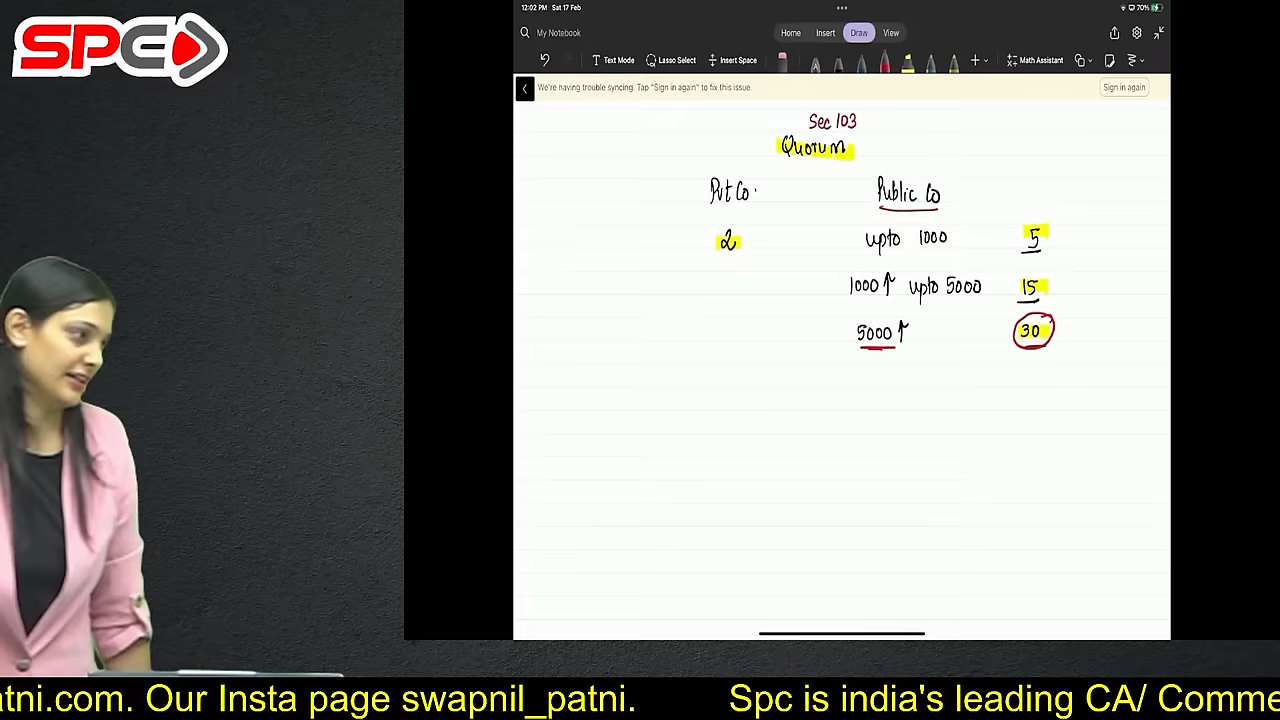 SPC
12:02 PM Sat 17 Feb
70%
My Notebook
Home Insert Draw View
Text Mode Lasso Select Insert Space Math Assistant
We're having trouble syncing. Tap "Sign in again" to fix this issue.
Sign in again
Sec 103
Quorum
Pvt Co. Public Co
2 upto 1000 5
1000↑ upto 5000 15
5000↑ 30
atni.com. Our Insta page swapnil_patni. Spc is india's leading CA/ Comme